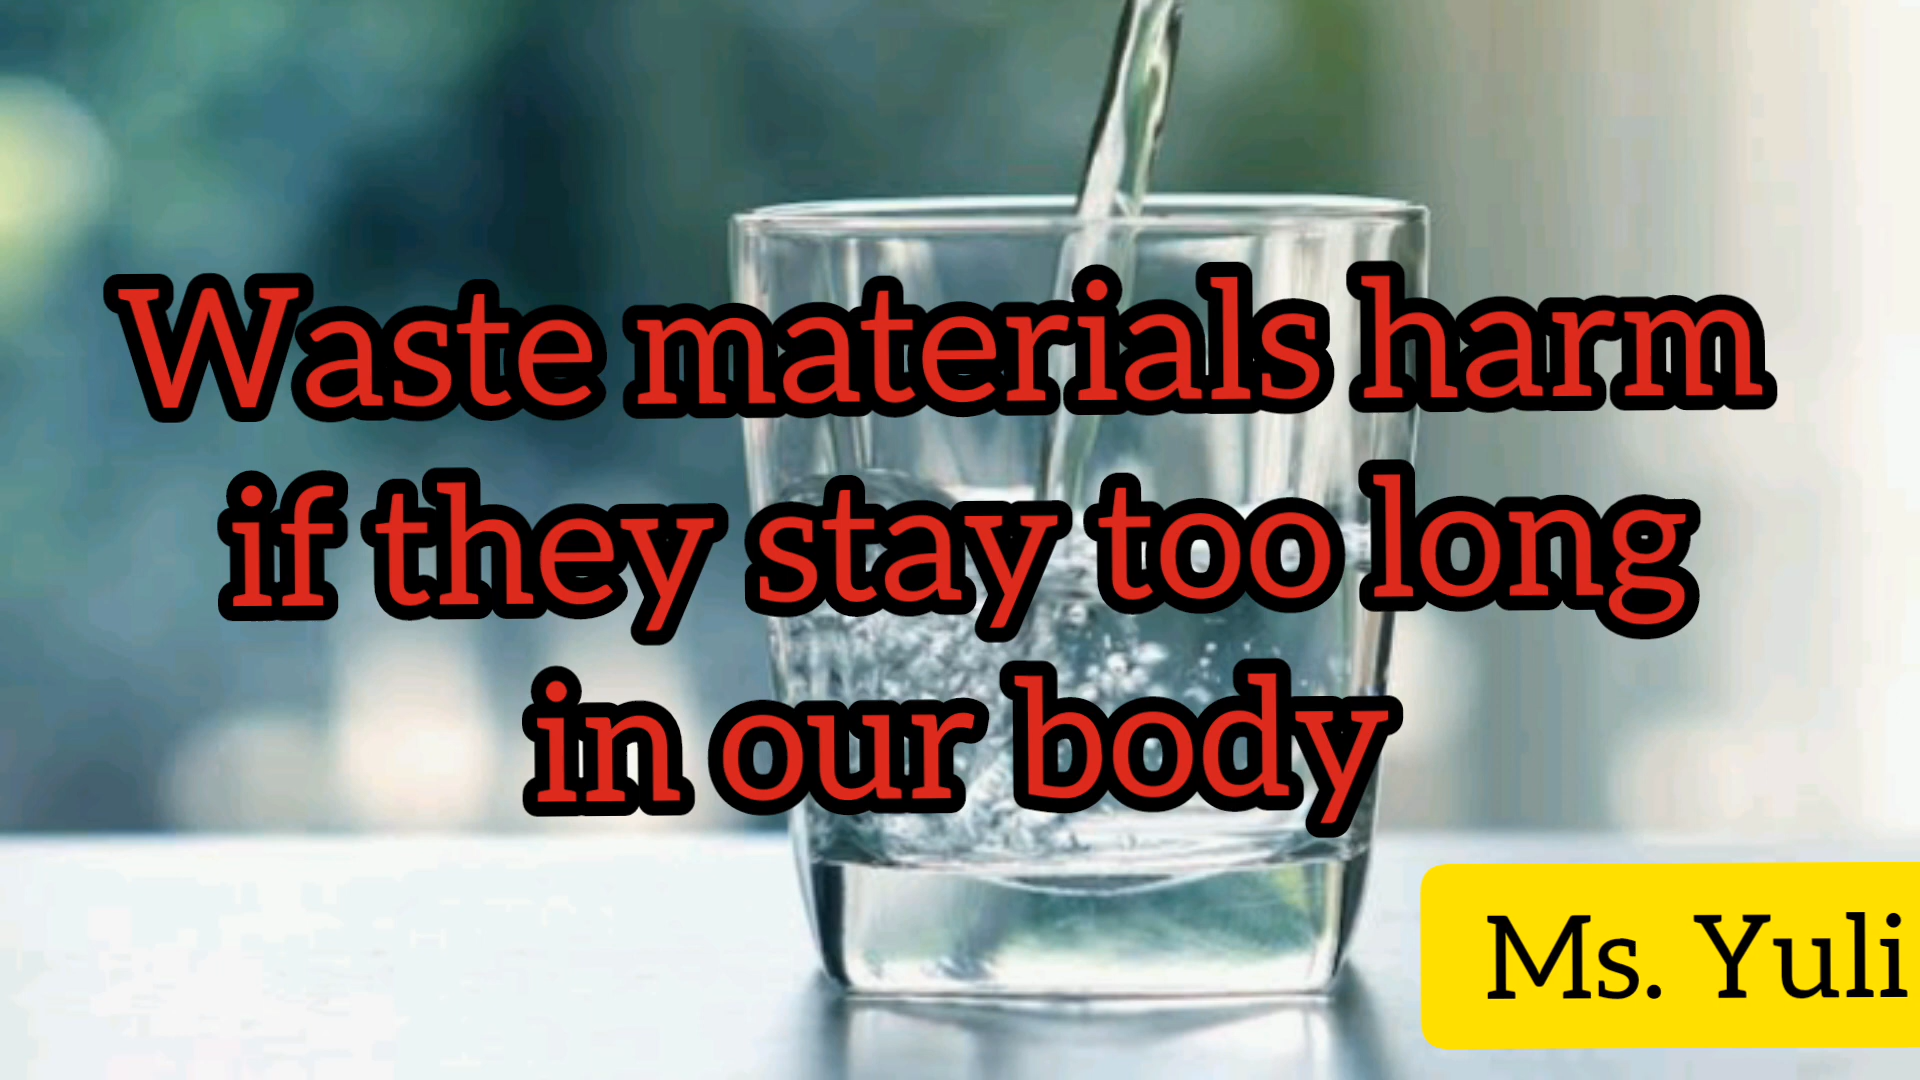 Waste materials harm
if they stay too long
in our body
Ms. Yuli